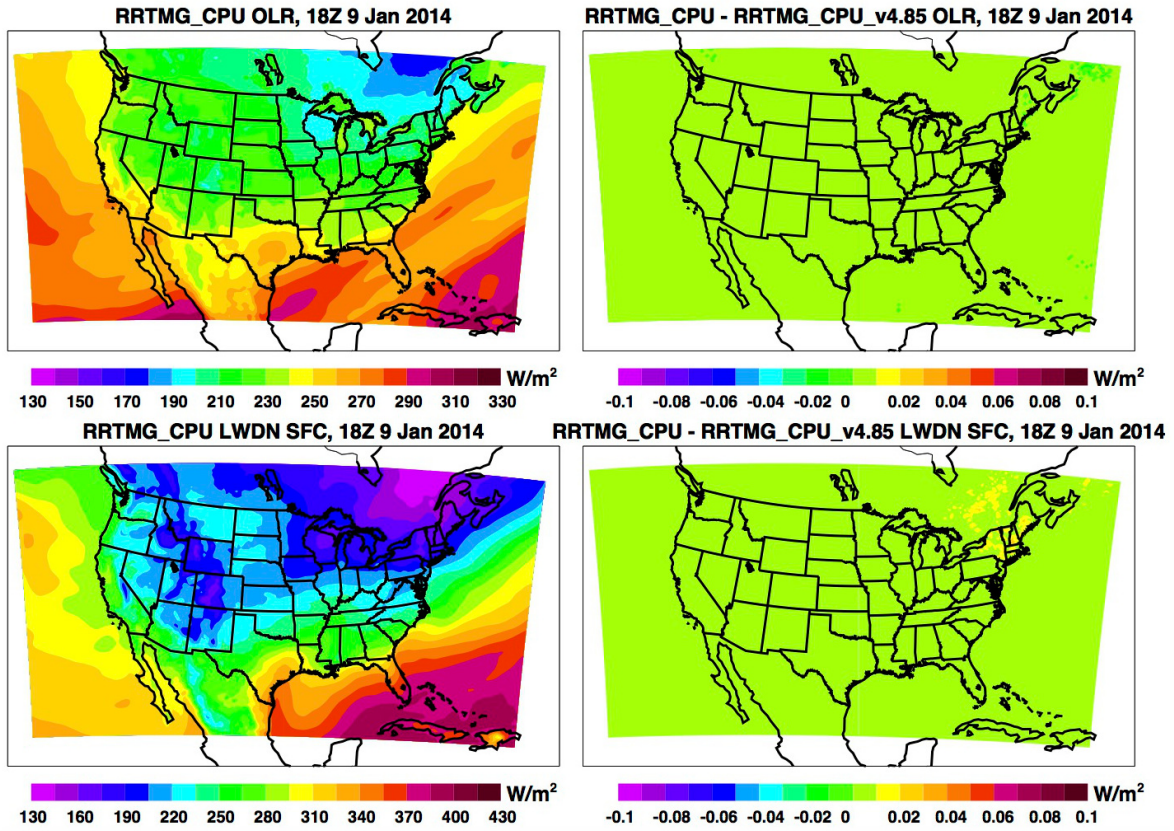 RRTMG_CPU OLR, 18Z 9 Jan 2014
RRTMG_CPU - RRTMG_CPU_v4.85 OLR, 18Z 9 Jan 2014
W/m²
130 150 170 190 210 230 250 270 290 310 330
W/m²
-0.1 -0.08 -0.06 -0.04 -0.02 0 0.02 0.04 0.06 0.08 0.1
RRTMG_CPU LWDN SFC, 18Z 9 Jan 2014
RRTMG_CPU - RRTMG_CPU_v4.85 LWDN SFC, 18Z 9 Jan 2014
W/m²
130 160 190 220 250 280 310 340 370 400 430
W/m²
-0.1 -0.08 -0.06 -0.04 -0.02 0 0.02 0.04 0.06 0.08 0.1